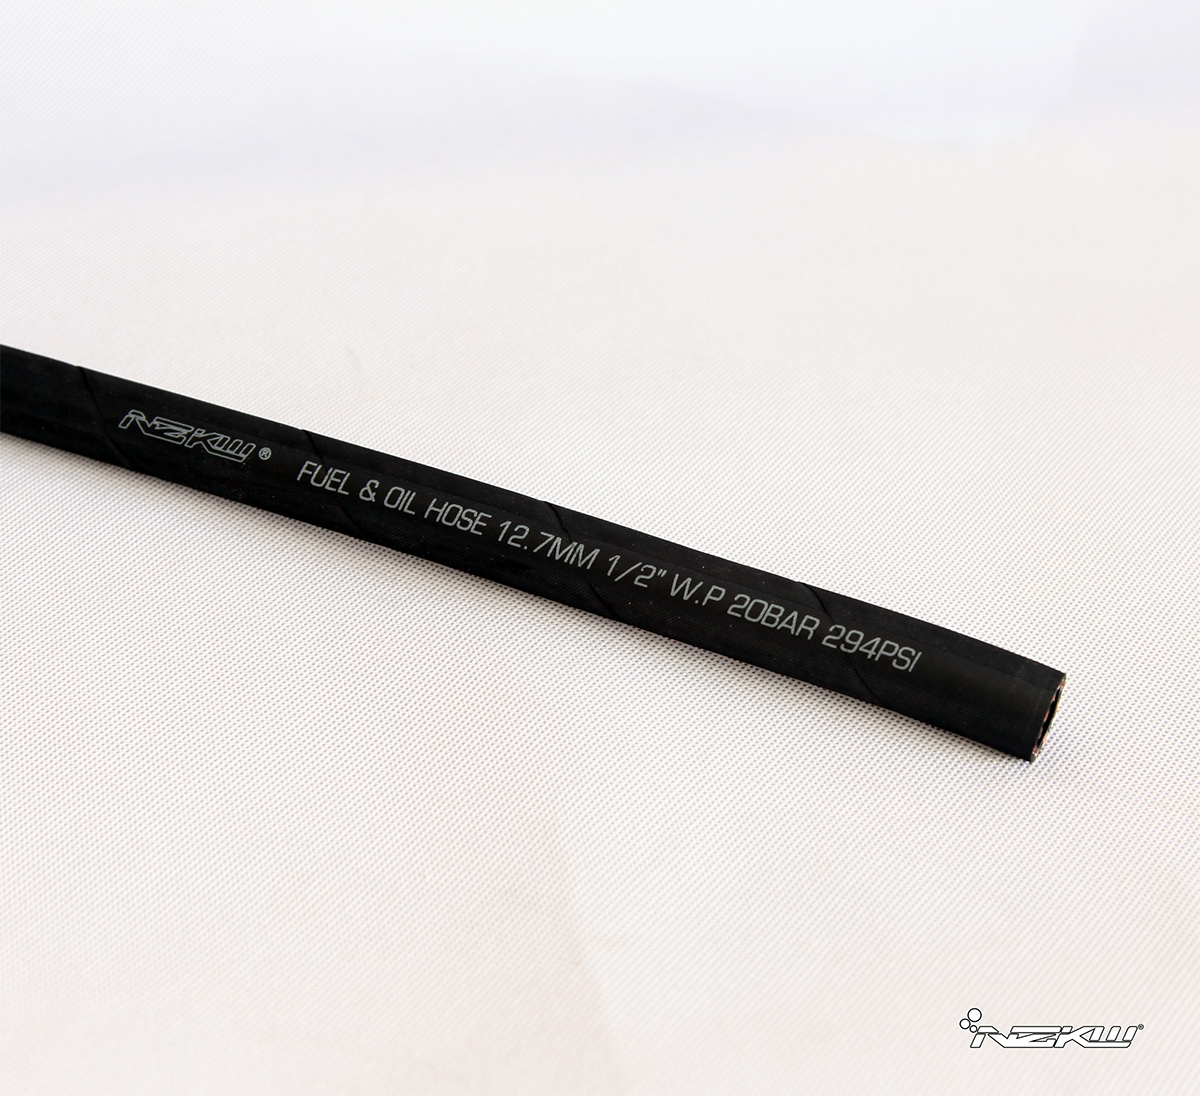 NZKW® FUEL & OIL HOSE 12.7MM 1/2" W.P 20BAR 294PSI
NZKW®